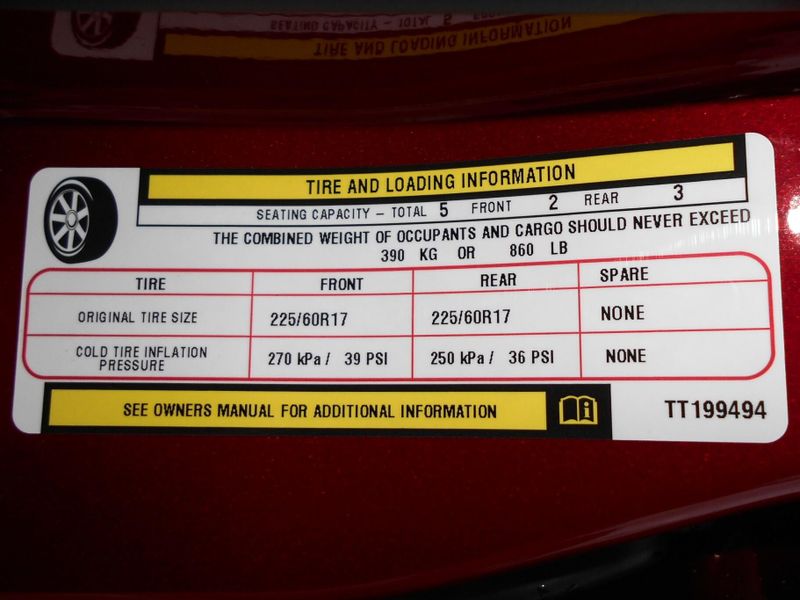 TIRE AND LOADING INFORMATION
SEATING CAPACITY – TOTAL 5 FRONT 2 REAR 3
THE COMBINED WEIGHT OF OCCUPANTS AND CARGO SHOULD NEVER EXCEED
390 KG OR 860 LB
TIRE FRONT REAR SPARE
ORIGINAL TIRE SIZE 225/60R17 225/60R17 NONE
COLD TIRE INFLATION PRESSURE 270 kPa / 39 PSI 250 kPa / 36 PSI NONE
SEE OWNERS MANUAL FOR ADDITIONAL INFORMATION
TT199494